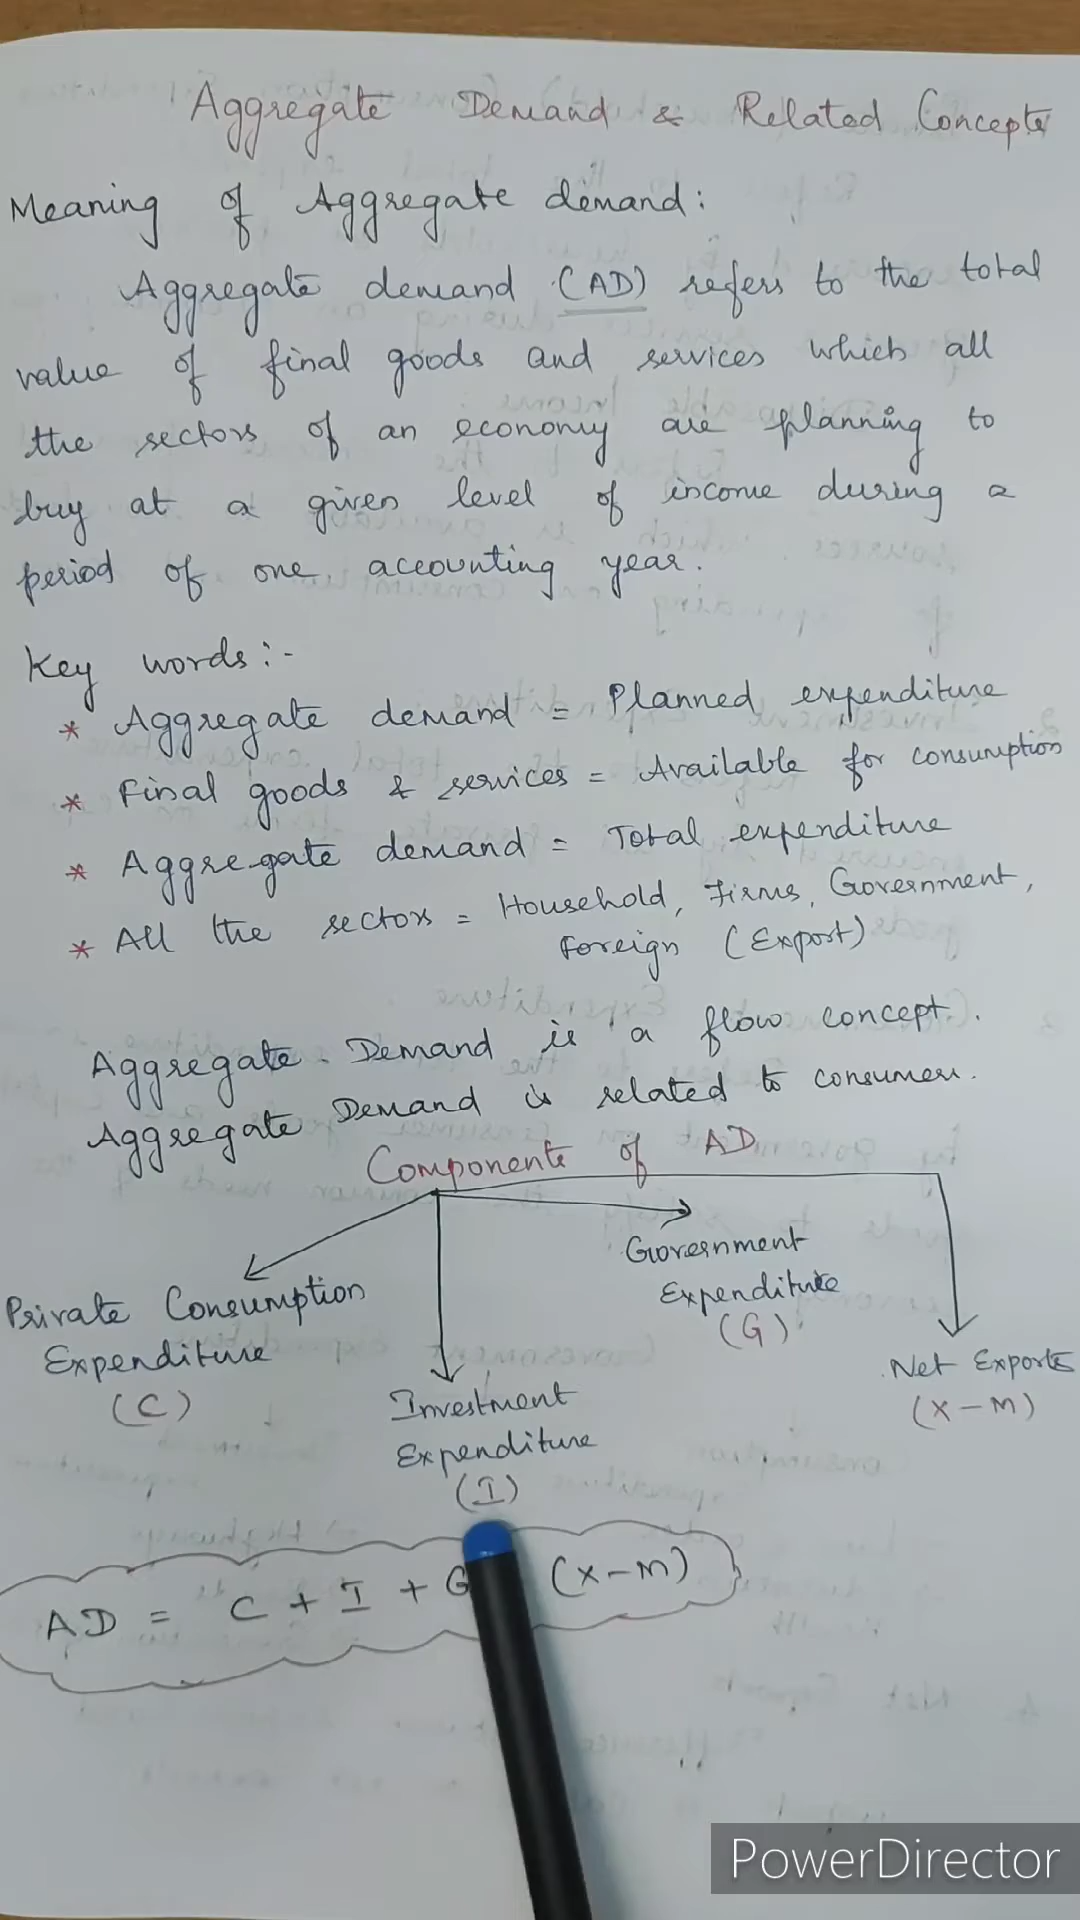 Aggregate Demand & Related Concepts
Meaning of Aggregate demand:
Aggregate demand (AD) refers to the total
value of final goods and services which all
the sectors of an economy are planning to
buy at a given level of income during a
period of one accounting year.
Key words:-
* Aggregate demand = Planned expenditure
* Final goods & services = Available for consumption
* Aggregate demand = Total expenditure
* All the sectors = Household, Firms, Government,
Foreign (Export)
Aggregate Demand is a flow concept.
Aggregate Demand is related to consumers.
Components of AD
Private Consumption
Expenditure
(C)
Investment
Expenditure
(I)
Government
Expenditure
(G)
Net Exports
(X-M)
AD = C + I + G (X-M)
PowerDirector